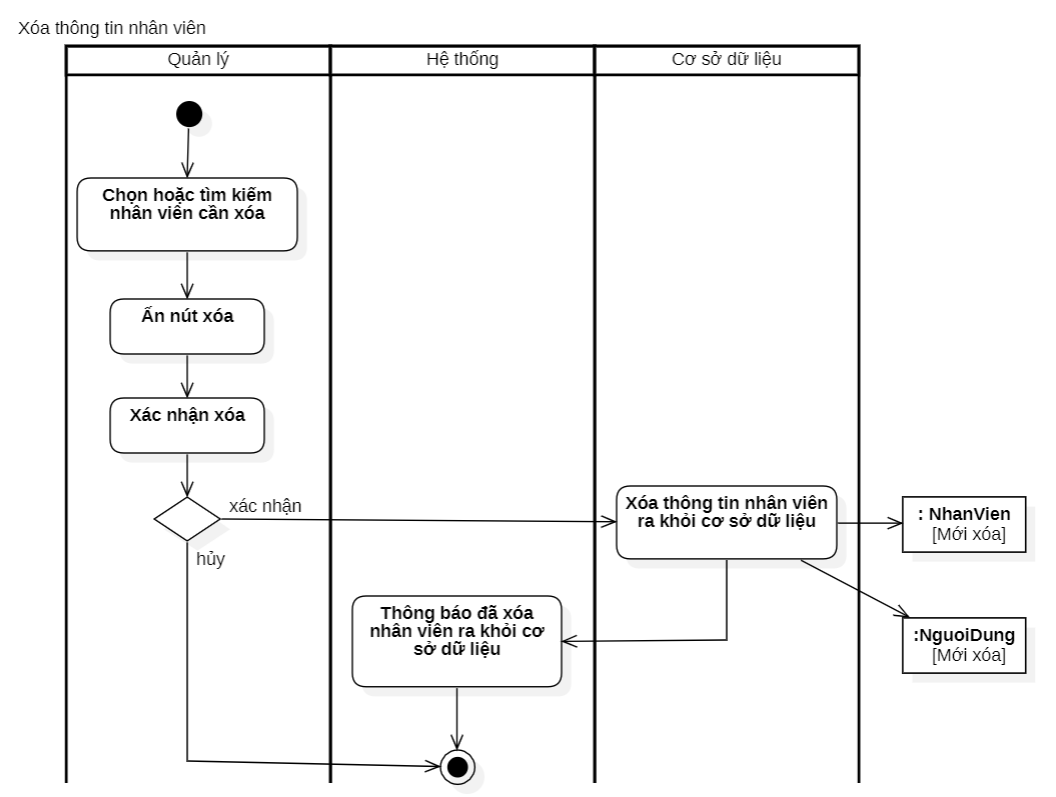 Xóa thông tin nhân viên
Quản lý
Hệ thống
Cơ sở dữ liệu
Chọn hoặc tìm kiếm
nhân viên cần xóa
Ấn nút xóa
Xác nhận xóa
xác nhận
hủy
Xóa thông tin nhân viên
ra khỏi cơ sở dữ liệu
: NhanVien
[Mới xóa]
:NguoiDung
[Mới xóa]
Thông báo đã xóa
nhân viên ra khỏi cơ
sở dữ liệu